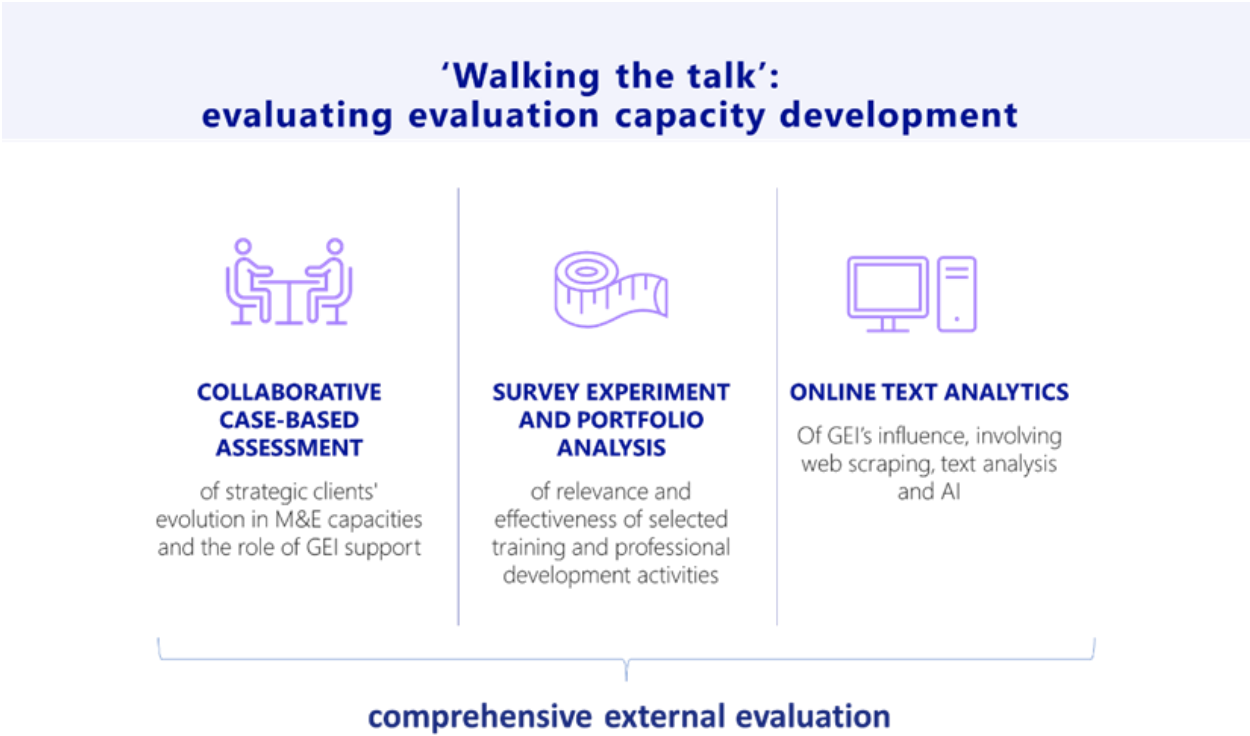 ‘Walking the talk’:
evaluating evaluation capacity development
COLLABORATIVE
CASE-BASED
ASSESSMENT
of strategic clients'
evolution in M&E capacities
and the role of GEI support
SURVEY EXPERIMENT
AND PORTFOLIO
ANALYSIS
of relevance and
effectiveness of selected
training and professional
development activities
ONLINE TEXT ANALYTICS
Of GEI’s influence, involving
web scraping, text analysis
and AI
comprehensive external evaluation